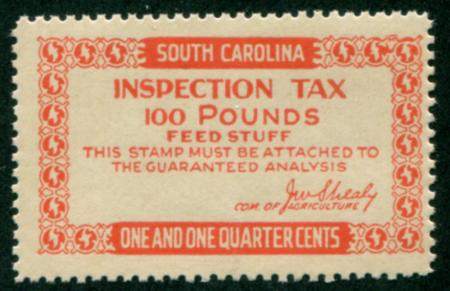 SOUTH CAROLINA
INSPECTION TAX
100 POUNDS
FEED STUFF
THIS STAMP MUST BE ATTACHED TO
THE GUARANTEED ANALYSIS
J W Shealy
COM. OF AGRICULTURE
ONE AND ONE QUARTER CENTS